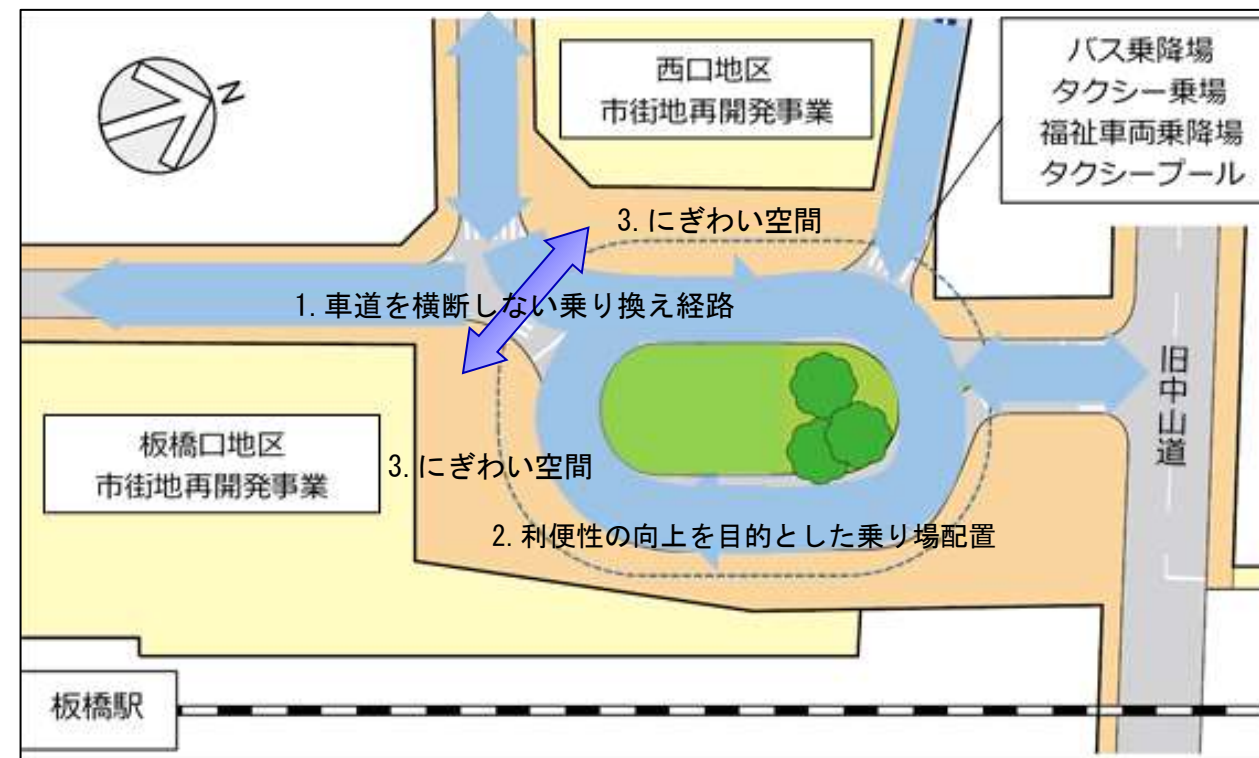 N
西口地区
市街地再開発事業
バス乗降場
タクシー乗場
福祉車両乗降場
タクシープール
3.にぎわい空間
1.車道を横断しない乗り換え経路
旧中山道
板橋口地区
市街地再開発事業
3.にぎわい空間
2.利便性の向上を目的とした乗り場配置
板橋駅